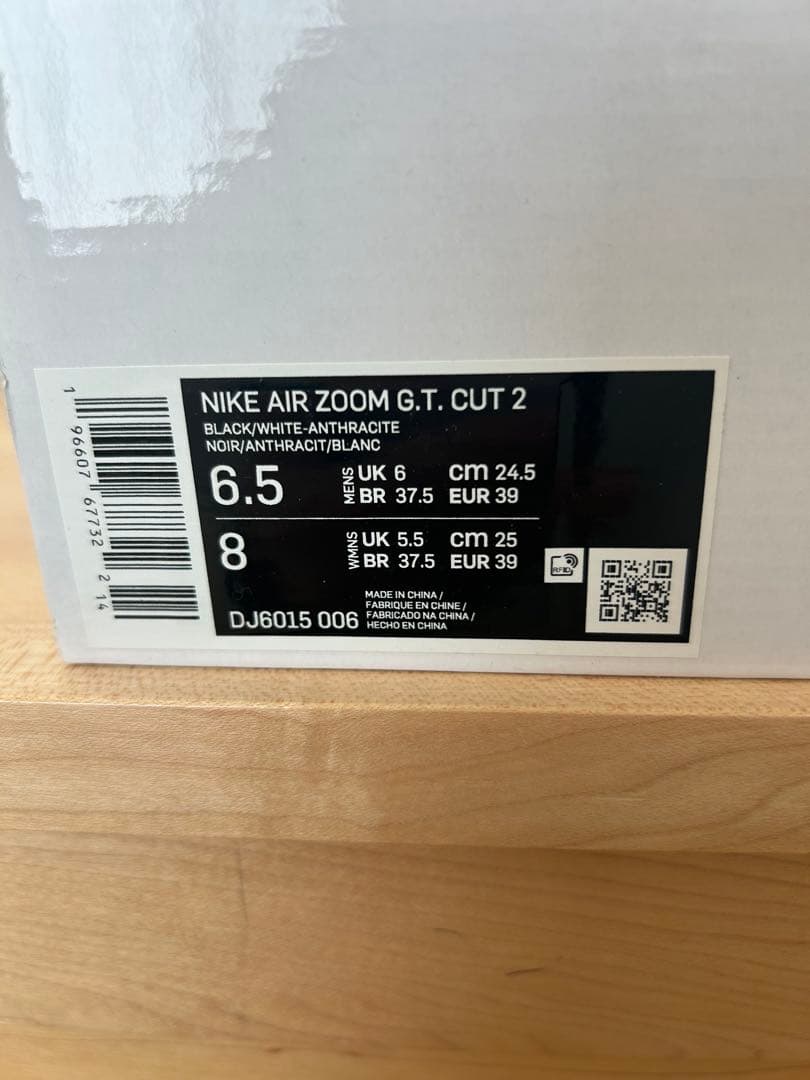 NIKE AIR ZOOM G.T. CUT 2
BLACK/WHITE-ANTHRACITE
NOIR/ANTHRACIT/BLANC
6.5 MENS UK 6 cm 24.5
BR 37.5 EUR 39
8 WMNS UK 5.5 cm 25
BR 37.5 EUR 39
RFID
DJ6015 006
MADE IN CHINA /
FABRIQUE EN CHINE /
FABRICADO NA CHINA /
HECHO EN CHINA
1 96607 67732 2 14